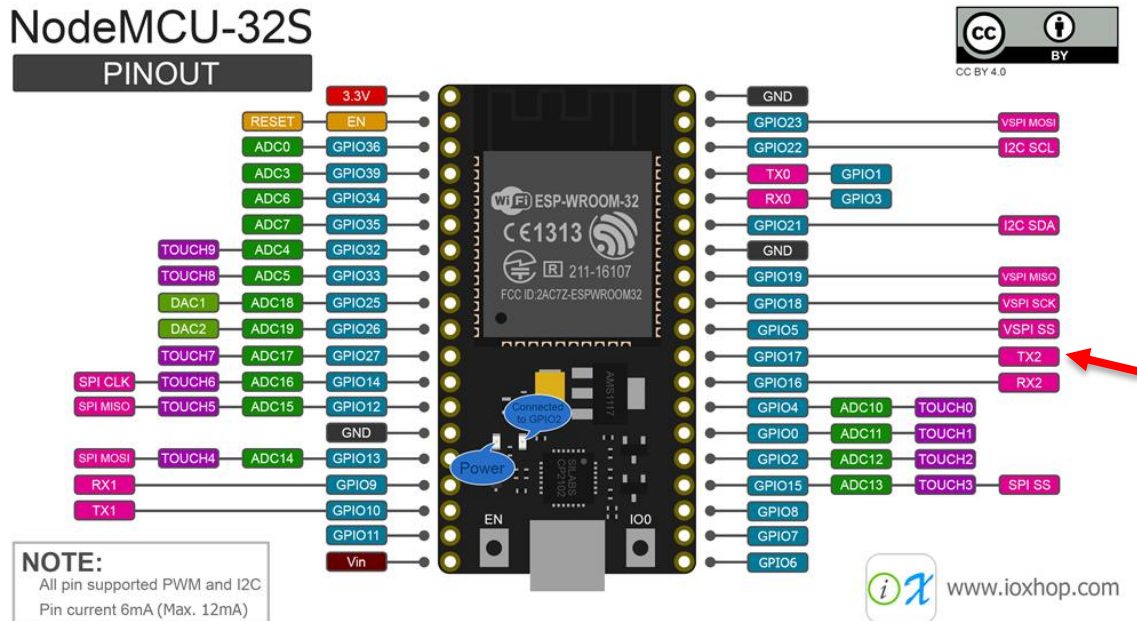 NodeMCU-32S
PINOUT
CC BY
CC BY 4.0
3.3V
RESET EN
ADC0 GPIO36
ADC3 GPIO39
ADC6 GPIO34
ADC7 GPIO35
TOUCH9 ADC4 GPIO32
TOUCH8 ADC5 GPIO33
DAC1 ADC18 GPIO25
DAC2 ADC19 GPIO26
TOUCH7 ADC17 GPIO27
SPI CLK TOUCH6 ADC16 GPIO14
SPI MISO TOUCH5 ADC15 GPIO12
GND
SPI MOSI TOUCH4 ADC14 GPIO13
RX1 GPIO9
TX1 GPIO10
GPIO11
Vin
WiFi ESP-WROOM-32
CE1313
R 211-16107
FCC ID:2AC7Z-ESPWROOM32
AMS1117
Connected
to GPIO2
Power
SILABS
CP2102
EN
IO0
GND
GPIO23 VSPI MOSI
GPIO22 I2C SCL
TX0 GPIO1
RX0 GPIO3
GPIO21 I2C SDA
GND
GPIO19 VSPI MISO
GPIO18 VSPI SCK
GPIO5 VSPI SS
GPIO17 TX2
GPIO16 RX2
GPIO4 ADC10 TOUCH0
GPIO0 ADC11 TOUCH1
GPIO2 ADC12 TOUCH2
GPIO15 ADC13 TOUCH3 SPI SS
GPIO8
GPIO7
GPIO6
NOTE:
All pin supported PWM and I2C
Pin current 6mA (Max. 12mA)
iX
www.ioxhop.com